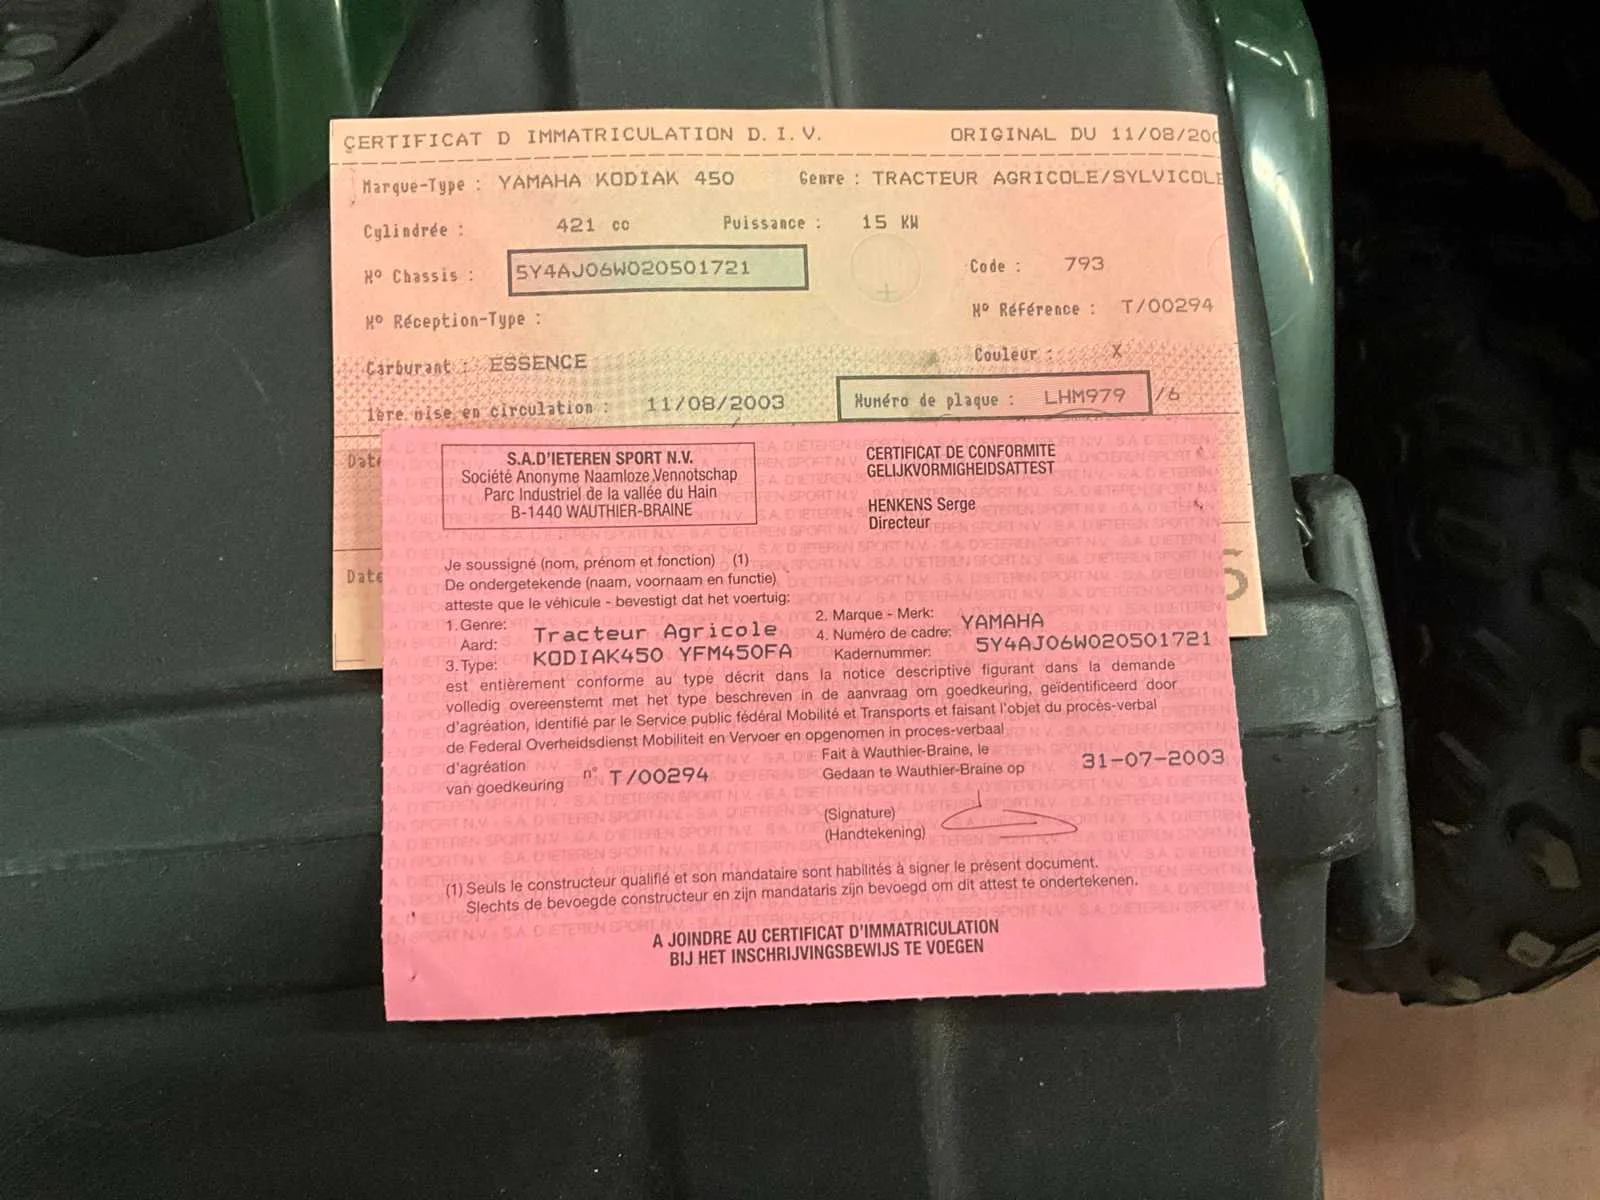 CERTIFICAT D IMMATRICULATION D.I.V. ORIGINAL DU 11/08/200
Marque-Type : YAMAHA KODIAK 450 Genre : TRACTEUR AGRICOLE/SYLVICOLE
Cylindrée : 421 cc Puissance : 15 KW
N° Chassis : 5Y4AJ06W020501721 Code : 793
N° Réception-Type : N° Référence : T/00294
Carburant : ESSENCE Couleur : X
1ère mise en circulation : 11/08/2003 Numéro de plaque : LHM979 /6
Date
Date
S.A.D'IETEREN SPORT N.V.
Société Anonyme Naamloze Vennotschap
Parc Industriel de la vallée du Hain
B-1440 WAUTHIER-BRAINE
CERTIFICAT DE CONFORMITE
GELIJKVORMIGHEIDSATTEST
HENKENS Serge
Directeur
Je soussigné (nom, prénom et fonction) (1)
De ondergetekende (naam, voornaam en functie)
atteste que le véhicule - bevestigt dat het voertuig:
1. Genre: Tracteur Agricole 2. Marque - Merk: YAMAHA
Aard: 4. Numéro de cadre: 5Y4AJ06W020501721
3. Type: KODIAK450 YFM450FA Kadernummer:
est entièrement conforme au type décrit dans la notice descriptive figurant dans la demande
volledig overeenstemt met het type beschreven in de aanvraag om goedkeuring, geïdentificeerd door
d'agréation, identifié par le Service public fédéral Mobilité et Transports et faisant l'objet du procès-verbal
de Federal Overheidsdienst Mobiliteit en Vervoer en opgenomen in proces-verbaal
d'agréation n° T/00294 Fait à Wauthier-Braine, le 31-07-2003
van goedkeuring Gedaan te Wauthier-Braine op
(Signature)
(Handtekening)
(1) Seuls le constructeur qualifié et son mandataire sont habilités à signer le présent document.
Slechts de bevoegde constructeur en zijn mandataris zijn bevoegd om dit attest te ondertekenen.
A JOINDRE AU CERTIFICAT D'IMMATRICULATION
BIJ HET INSCHRIJVINGSBEWIJS TE VOEGEN